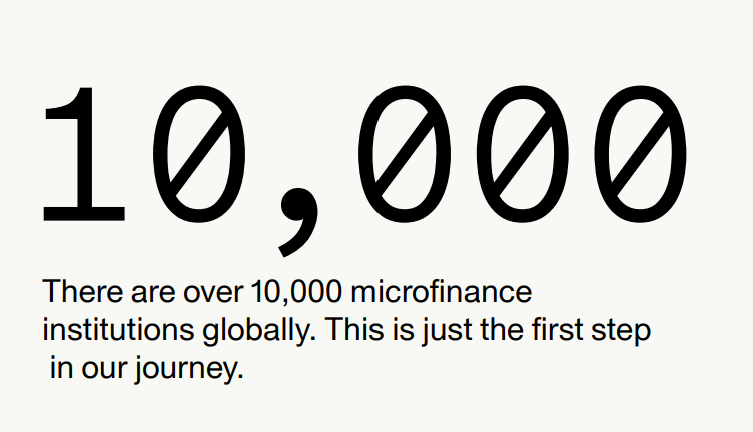 10,000
There are over 10,000 microfinance
institutions globally. This is just the first step
in our journey.